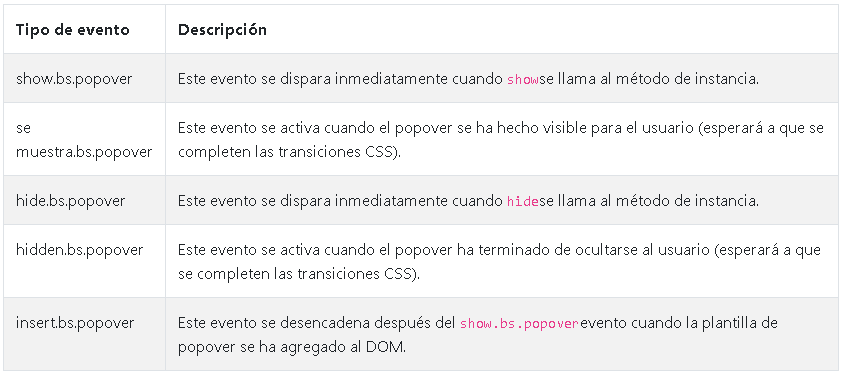 Tipo de evento Descripción
show.bs.popover Este evento se dispara inmediatamente cuando showse llama al método de instancia.
se
muestra.bs.popover
Este evento se activa cuando el popover se ha hecho visible para el usuario (esperará a que se
completen las transiciones CSS).
hide.bs.popover Este evento se dispara inmediatamente cuando hidese llama al método de instancia.
hidden.bs.popover Este evento se activa cuando el popover ha terminado de ocultarse al usuario (esperará a que
se completen las transiciones CSS).
insert.bs.popover Este evento se desencadena después del show.bs.popoverevento cuando la plantilla de
popover se ha agregado al DOM.